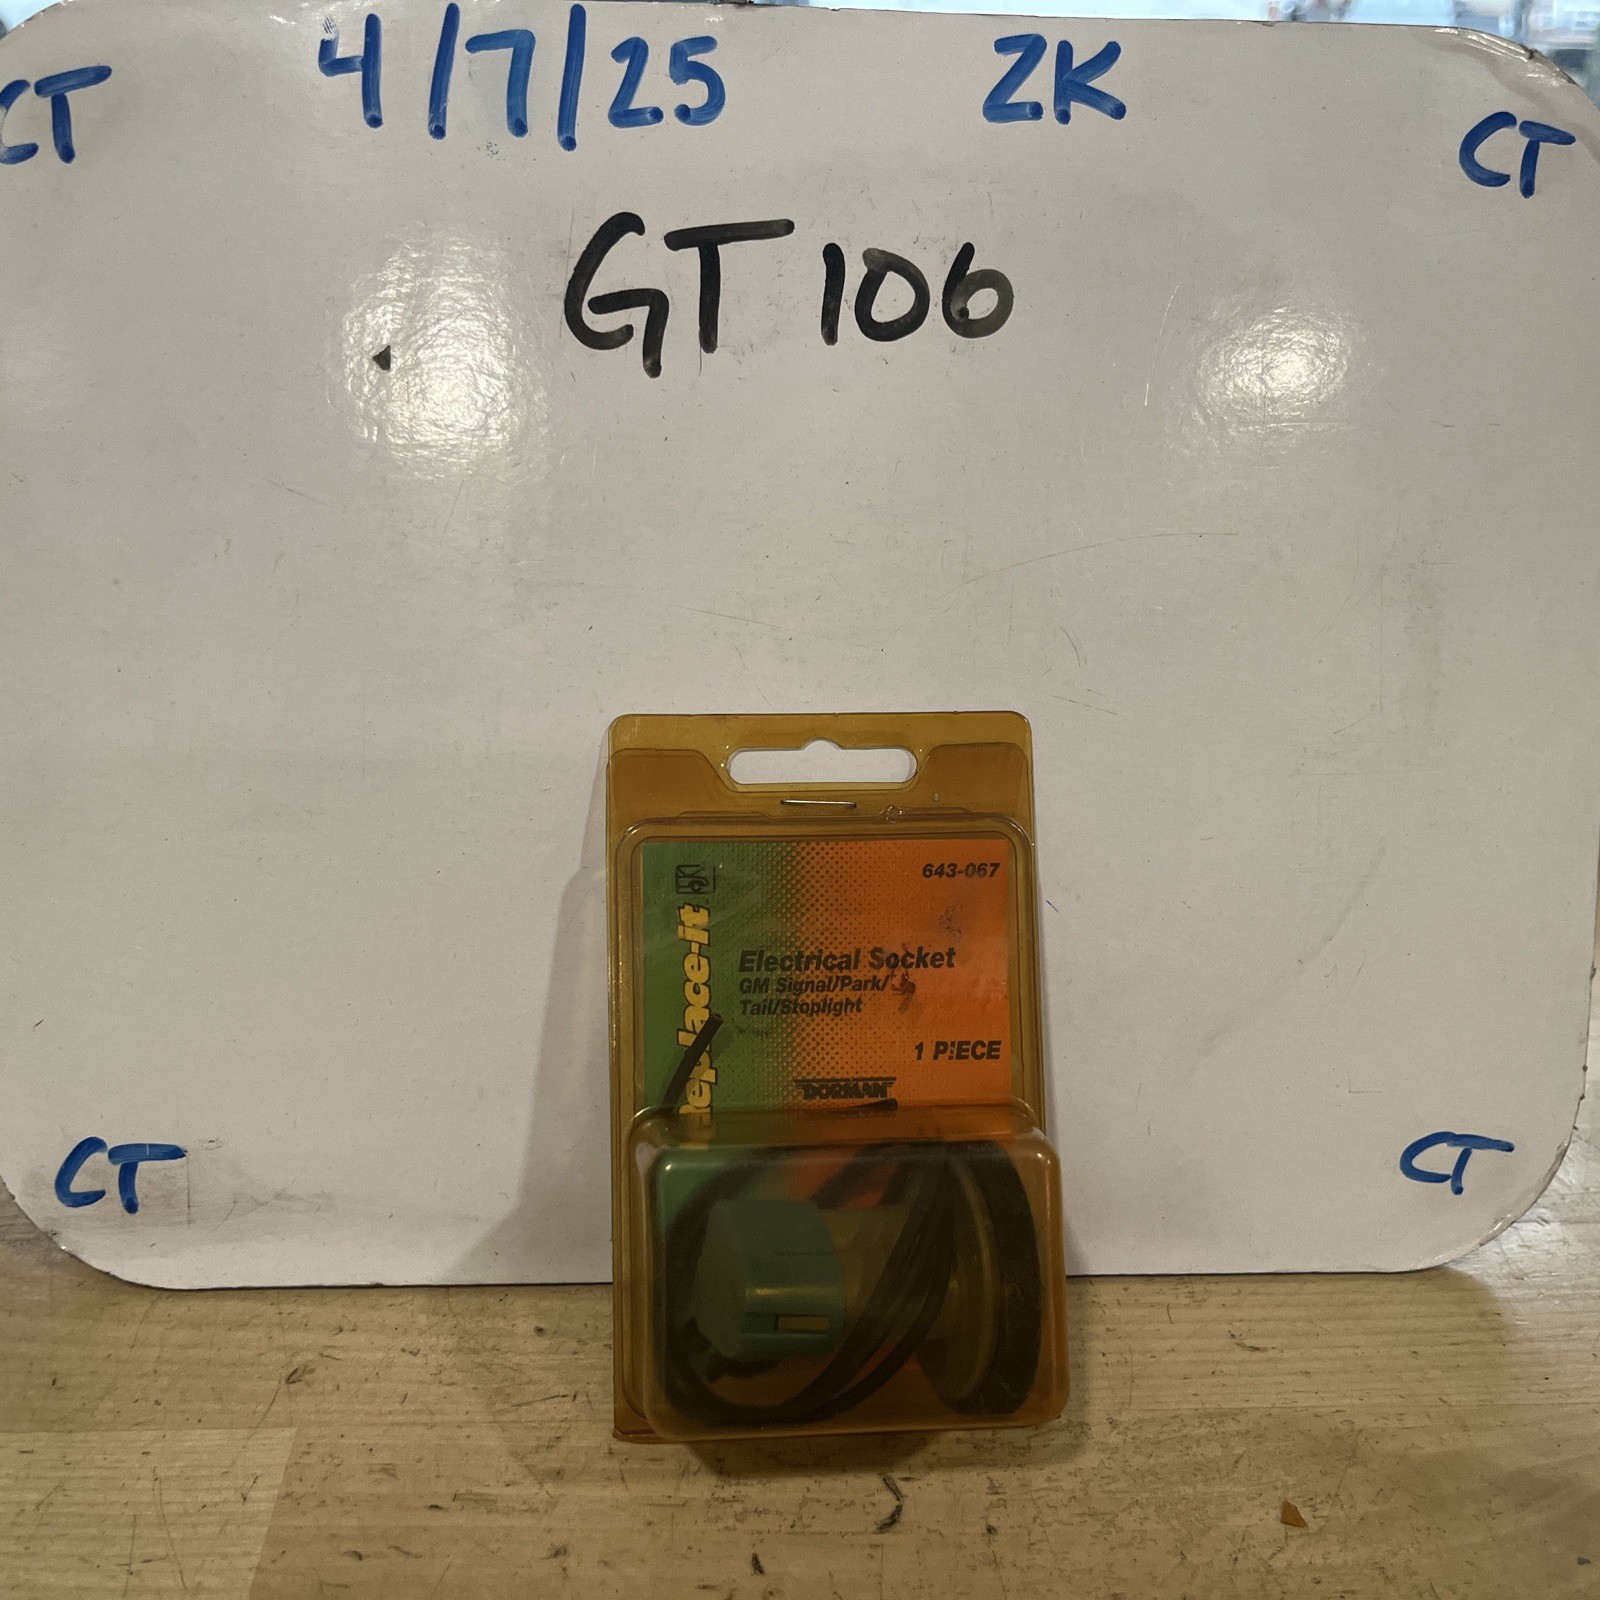 CT
4/7/25
ZK
CT
GT 106
643-067
Replace-it
Electrical Socket
GM Signal/Park/
Tail/Stoplight
1 PIECE
DORMAN
CT
CT